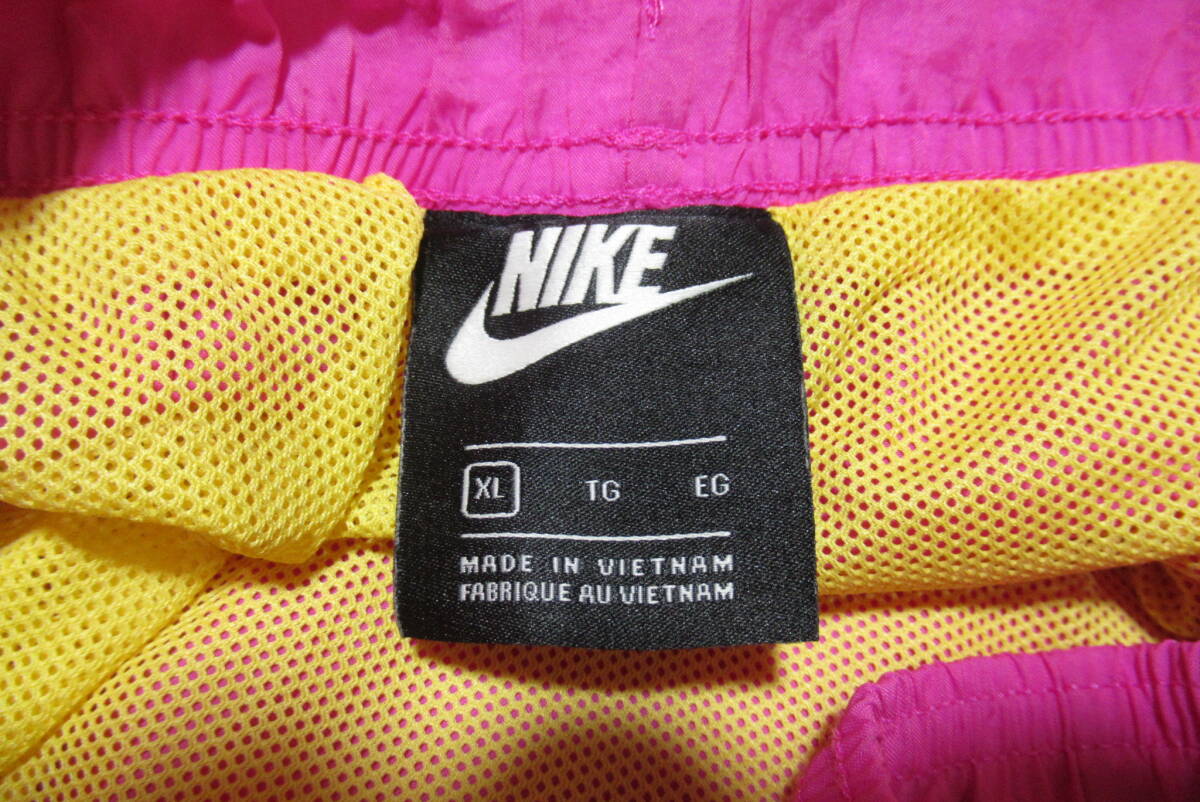 NIKE
XL TG EG
MADE IN VIETNAM
FABRIQUE AU VIETNAM